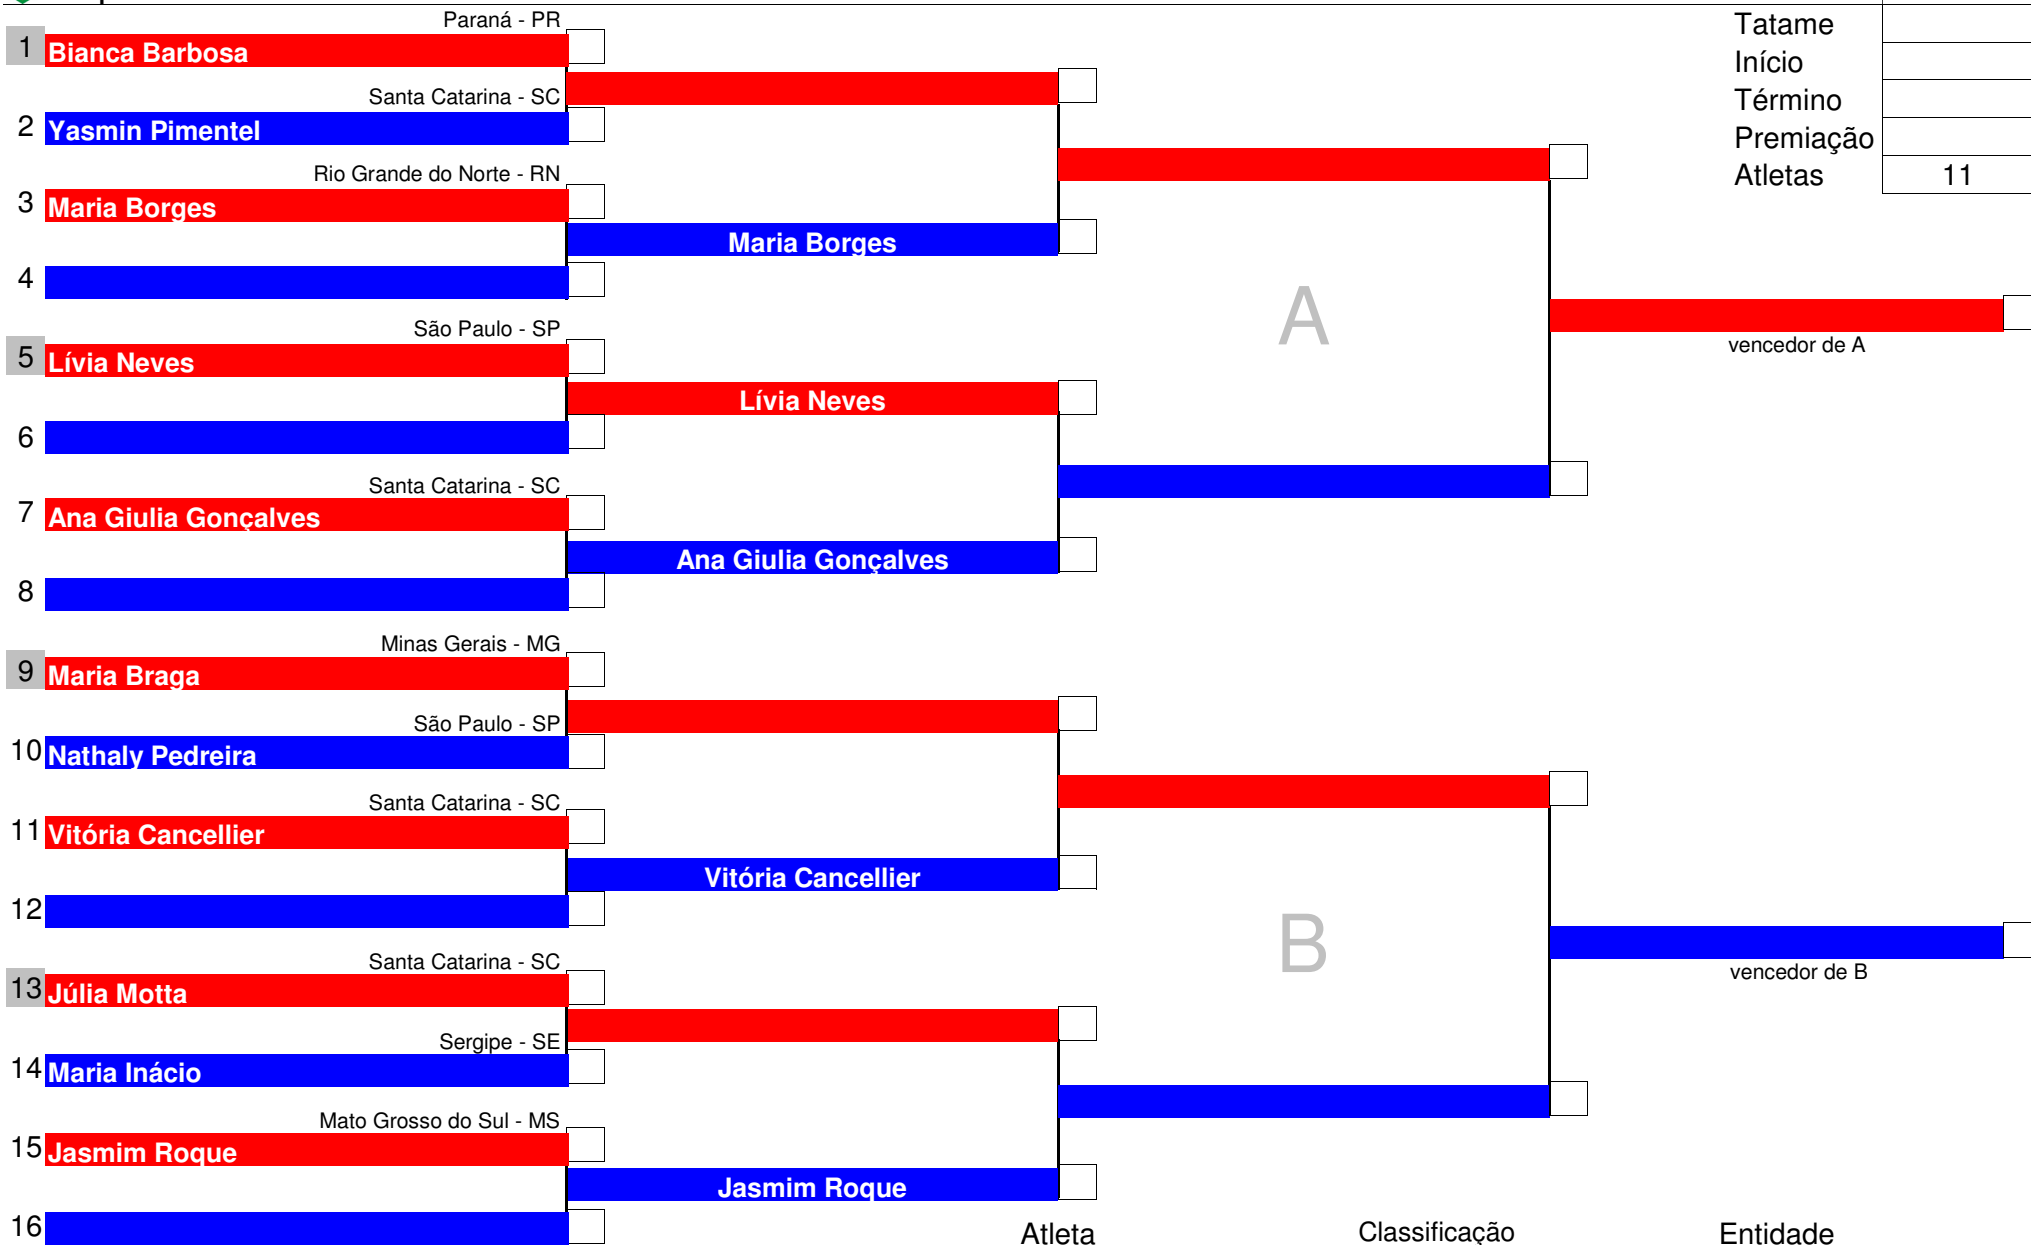 Paraná - PR
1 Bianca Barbosa
Santa Catarina - SC
2 Yasmin Pimentel
Rio Grande do Norte - RN
3 Maria Borges
Maria Borges
4
São Paulo - SP
5 Lívia Neves
Lívia Neves
6
Santa Catarina - SC
7 Ana Giulia Gonçalves
Ana Giulia Gonçalves
8
Minas Gerais - MG
9 Maria Braga
São Paulo - SP
10 Nathaly Pedreira
Santa Catarina - SC
11 Vitória Cancellier
Vitória Cancellier
12
Santa Catarina - SC
13 Júlia Motta
Sergipe - SE
14 Maria Inácio
Mato Grosso do Sul - MS
15 Jasmim Roque
Jasmim Roque
16
A
vencedor de A
B
vencedor de B
Tatame
Início
Término
Premiação
Atletas 11
Atleta Classificação Entidade